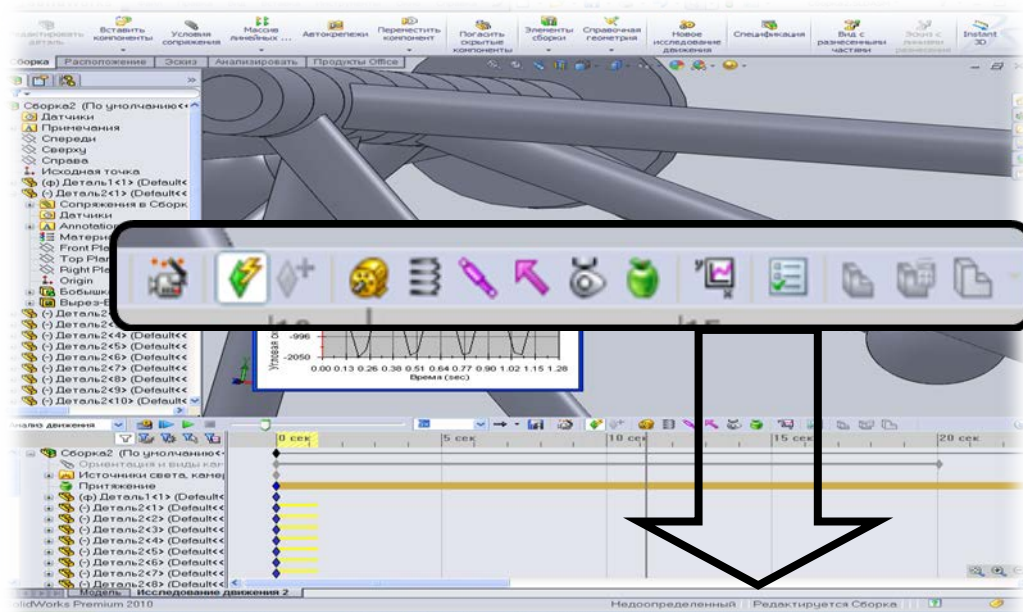 Вставить компоненты
Условия сопряжения
Массив линейных ...
Автокрепежи
Переместить компонент
Погасить скрытые компоненты
Элементы сборки
Справочная геометрия
Новое исследование движения
Спецификация
Вид с разнесенными частями
Instant 3D
Сборка Расположение Эскиз Анализировать Продукты Office
Сборка2 (По умолчанию<
Датчики
Примечания
Спереди
Сверху
Справа
Исходная точка
(ф) Деталь1<1> (Default<
(-) Деталь2<1> (Default<<
Сопряжения в Сборк
Датчики
Annotation
Матери
Front Pla
Top Plan
Right Pla
Origin
Бобышк
Вырез-В
(-) Деталь2<
(-) Деталь2<
(-) Деталь2<4> (Default<<
(-) Деталь2<5> (Default<<
(-) Деталь2<6> (Default<<
(-) Деталь2<7> (Default<<
(-) Деталь2<8> (Default<<
(-) Деталь2<9> (Default<<
(-) Деталь2<10> (Default<
-996
-2050
0.00 0.13 0.26 0.38 0.51 0.64 0.77 0.90 1.02 1.15 1.28
Время (sec)
Анализ движения
0 сек 5 сек 10 сек 15 сек 20 сек
Сборка2 (По умолчанию<
Ориентация и виды кам
Источники света, камер
Притяжение
(ф) Деталь1<1> (Default<
(-) Деталь2<1> (Default<<
(-) Деталь2<2> (Default<<
(-) Деталь2<3> (Default<<
(-) Деталь2<4> (Default<<
(-) Деталь2<5> (Default<<
(-) Деталь2<6> (Default<<
(-) Деталь2<7> (Default<<
(-) Деталь2<8> (Default<<
Модель Исследование движения 2
SolidWorks Premium 2010 Недоопределенный Редактируется Сборка